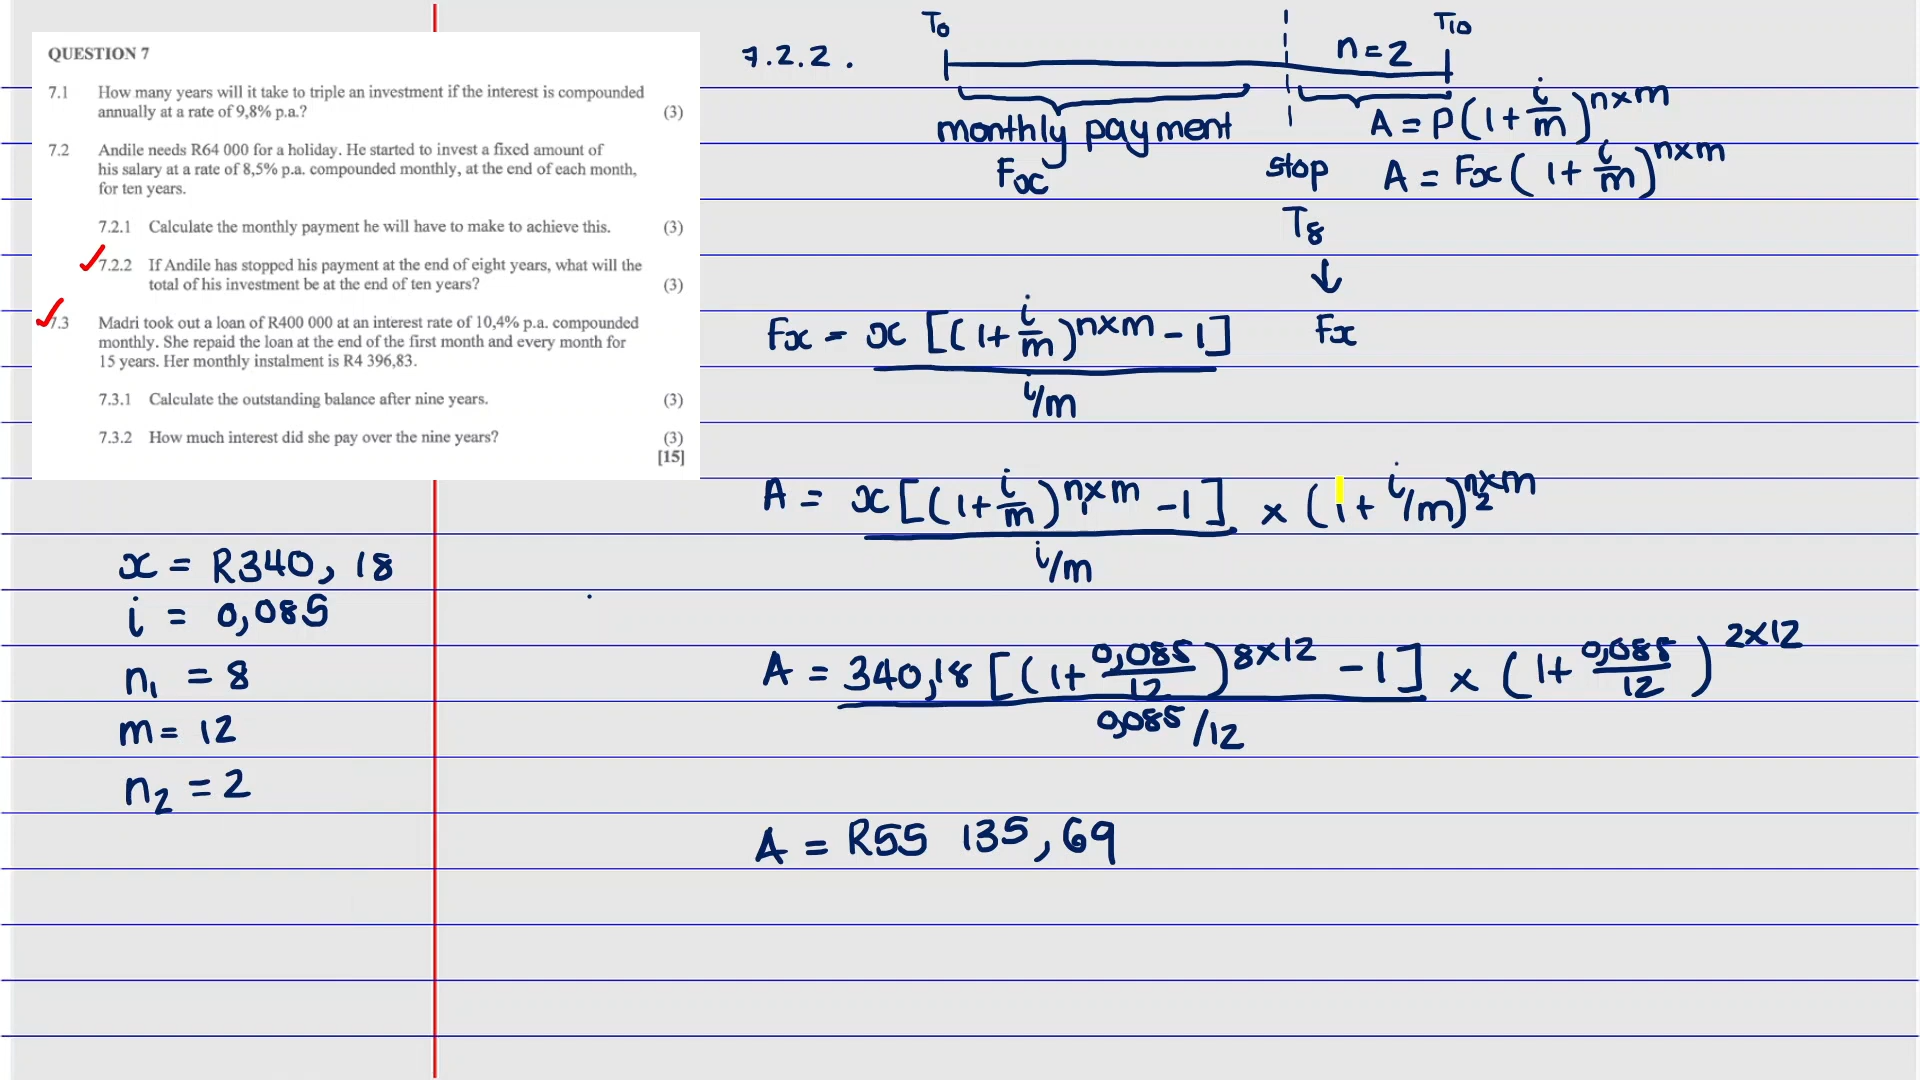 QUESTION 7
7.1 How many years will it take to triple an investment if the interest is compounded
annually at a rate of 9,8% p.a.? (3)
7.2 Andile needs R64 000 for a holiday. He started to invest a fixed amount of
his salary at a rate of 8,5% p.a. compounded monthly, at the end of each month,
for ten years.
7.2.1 Calculate the monthly payment he will have to make to achieve this. (3)
7.2.2 If Andile has stopped his payment at the end of eight years, what will the
total of his investment be at the end of ten years? (3)
7.3 Madri took out a loan of R400 000 at an interest rate of 10,4% p.a. compounded
monthly. She repaid the loan at the end of the first month and every month for
15 years. Her monthly instalment is R4 396,83.
7.3.1 Calculate the outstanding balance after nine years. (3)
7.3.2 How much interest did she pay over the nine years? (3)
[15]
x = R340, 18
i = 0,085
n₁ = 8
m = 12
n₂ = 2
7.2.2.
T₀ T₁₀
n = 2
monthly payment
Fx
stop
T₈
↓
Fx
A = P(1 + i/m)^n×m
A = Fx(1 + i/m)^n×m
Fx = x[(1 + i/m)^n×m - 1]
i/m
A = x[(1 + i/m)^n₁×m - 1] × (1 + i/m)^n₂×m
i/m
A = 340,18[(1 + 0,085/12)^8×12 - 1] × (1 + 0,085/12)^2×12
0,085/12
A = R55 135,69